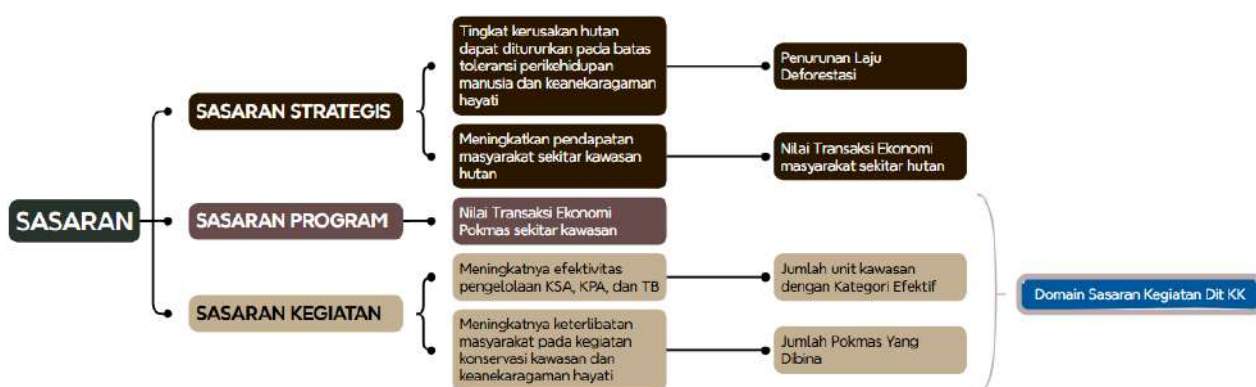 SASARAN
SASARAN STRATEGIS
Tingkat kerusakan hutan
dapat diturunkan pada batas
toleransi perikehidupan
manusia dan keanekaragaman
hayati
Penurunan Laju
Deforestasi
Meningkatkan pendapatan
masyarakat sekitar kawasan
hutan
Nilai Transaksi Ekonomi
masyarakat sekitar hutan
SASARAN PROGRAM
Nilai Transaksi Ekonomi
Pokmas sekitar kawasan
SASARAN KEGIATAN
Meningkatnya efektivitas
pengelolaan KSA, KPA, dan TB
Jumlah unit kawasan
dengan Kategori Efektif
Meningkatnya keterlibatan
masyarakat pada kegiatan
konservasi kawasan dan
keanekaragaman hayati
Jumlah Pokmas Yang
Dibina
Domain Sasaran Kegiatan Dit KK